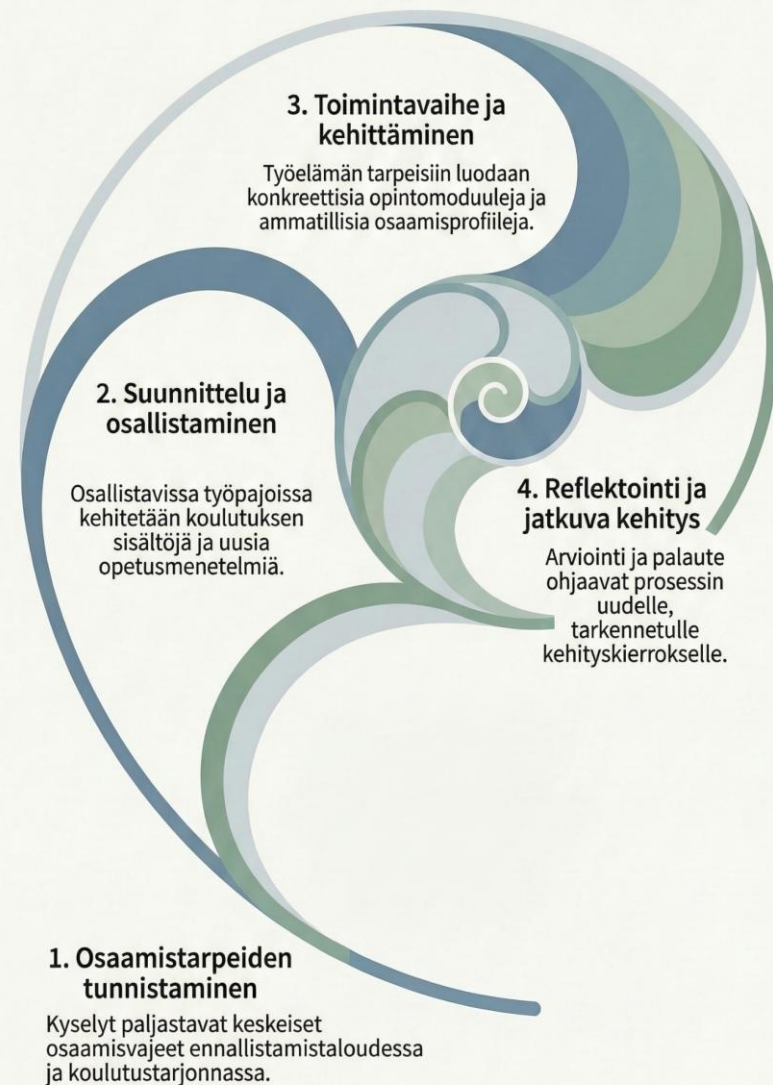 3. Toimintavaihe ja
kehittäminen
Työelämän tarpeisiin luodaan
konkreettisia opintomoduuleja ja
ammatillisia osaamisprofiileja.
2. Suunnittelu ja
osallistaminen
Osallistavissa työpajoissa
kehitetään koulutuksen
sisältöjä ja uusia
opetusmenetelmiä.
4. Reflektointi ja
jatkuva kehitys
Arviointi ja palaute
ohjaavat prosessin
uudelle,
tarkennetulle
kehityskierrokselle.
1. Osaamistarpeiden
tunnistaminen
Kyselyt paljastavat keskeiset
osaamisvajeet ennallistamistaloudessa
ja koulutustarjonnassa.